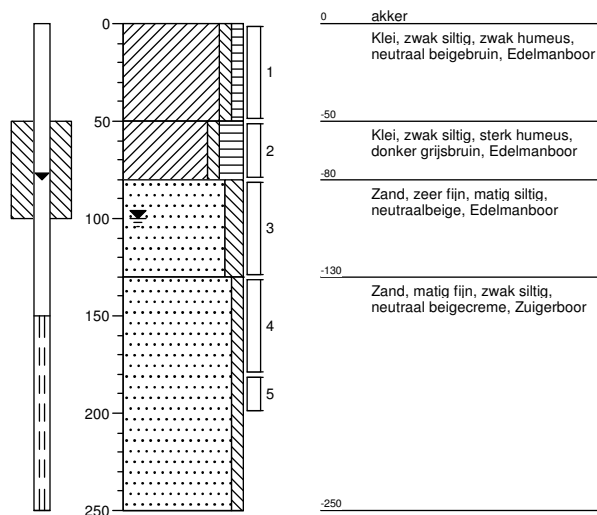 0
50
100
150
200
250
1
2
3
4
5
0 akker
Klei, zwak siltig, zwak humeus,
neutraal beigebruin, Edelmanboor
-50
Klei, zwak siltig, sterk humeus,
donker grijsbruin, Edelmanboor
-80
Zand, zeer fijn, matig siltig,
neutraalbeige, Edelmanboor
-130
Zand, matig fijn, zwak siltig,
neutraal beigecreme, Zuigerboor
-250